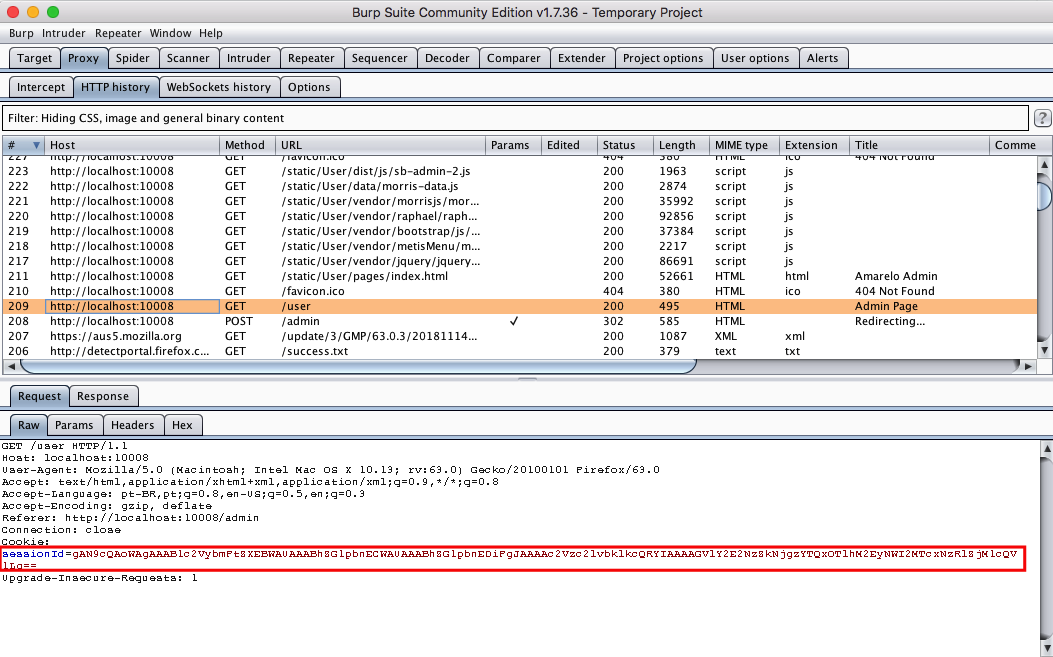 Burp Suite Community Edition v1.7.36 - Temporary Project
Burp Intruder Repeater Window Help
Target Proxy Spider Scanner Intruder Repeater Sequencer Decoder Comparer Extender Project options User options Alerts
Intercept HTTP history WebSockets history Options
Filter: Hiding CSS, image and general binary content ?
# Host Method URL Params Edited Status Length MIME type Extension Title Comme
227 http://localhost:10008 GET /favicon.ico 404 380 HTML ico 404 Not Found
223 http://localhost:10008 GET /static/User/dist/js/sb-admin-2.js 200 1963 script js
222 http://localhost:10008 GET /static/User/data/morris-data.js 200 2874 script js
221 http://localhost:10008 GET /static/User/vendor/morrisjs/mor... 200 35992 script js
220 http://localhost:10008 GET /static/User/vendor/raphael/raph... 200 92856 script js
219 http://localhost:10008 GET /static/User/vendor/bootstrap/js/... 200 37384 script js
218 http://localhost:10008 GET /static/User/vendor/metisMenu/m... 200 2217 script js
217 http://localhost:10008 GET /static/User/vendor/jquery/jquery... 200 86691 script js
211 http://localhost:10008 GET /static/User/pages/index.html 200 52661 HTML html Amarelo Admin
210 http://localhost:10008 GET /favicon.ico 404 380 HTML ico 404 Not Found
209 http://localhost:10008 GET /user 200 495 HTML Admin Page
208 http://localhost:10008 POST /admin ✓ 302 585 HTML Redirecting...
207 https://aus5.mozilla.org GET /update/3/GMP/63.0.3/20181114... 200 1087 XML xml
206 http://detectportal.firefox.c... GET /success.txt 200 379 text txt
Request Response
Raw Params Headers Hex
GET /user HTTP/1.1
Host: localhost:10008
User-Agent: Mozilla/5.0 (Macintosh; Intel Mac OS X 10.13; rv:63.0) Gecko/20100101 Firefox/63.0
Accept: text/html,application/xhtml+xml,application/xml;q=0.9,*/*;q=0.8
Accept-Language: pt-BR,pt;q=0.8,en-US;q=0.5,en;q=0.3
Accept-Encoding: gzip, deflate
Referer: http://localhost:10008/admin
Connection: close
Cookie:
sessionId=
Upgrade-Insecure-Requests: 1